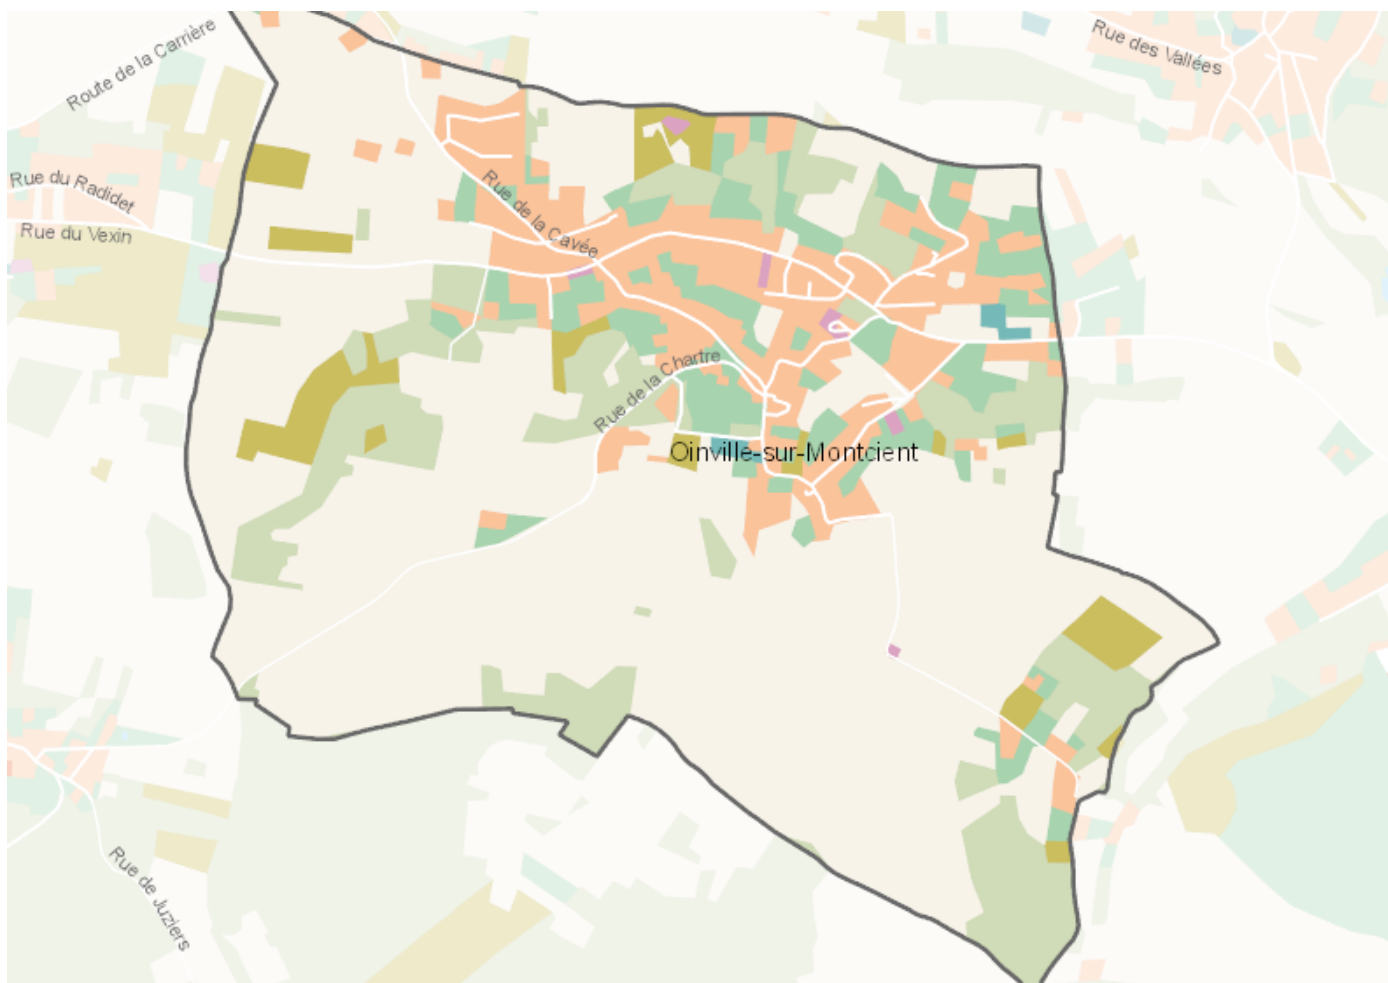 Route de la Carrière
Rue des Vallées
Rue du Radidet
Rue de la Cavée
Rue du Vexin
Rue de la Chartre
Oinville-sur-Montcient
Rue de Juziers